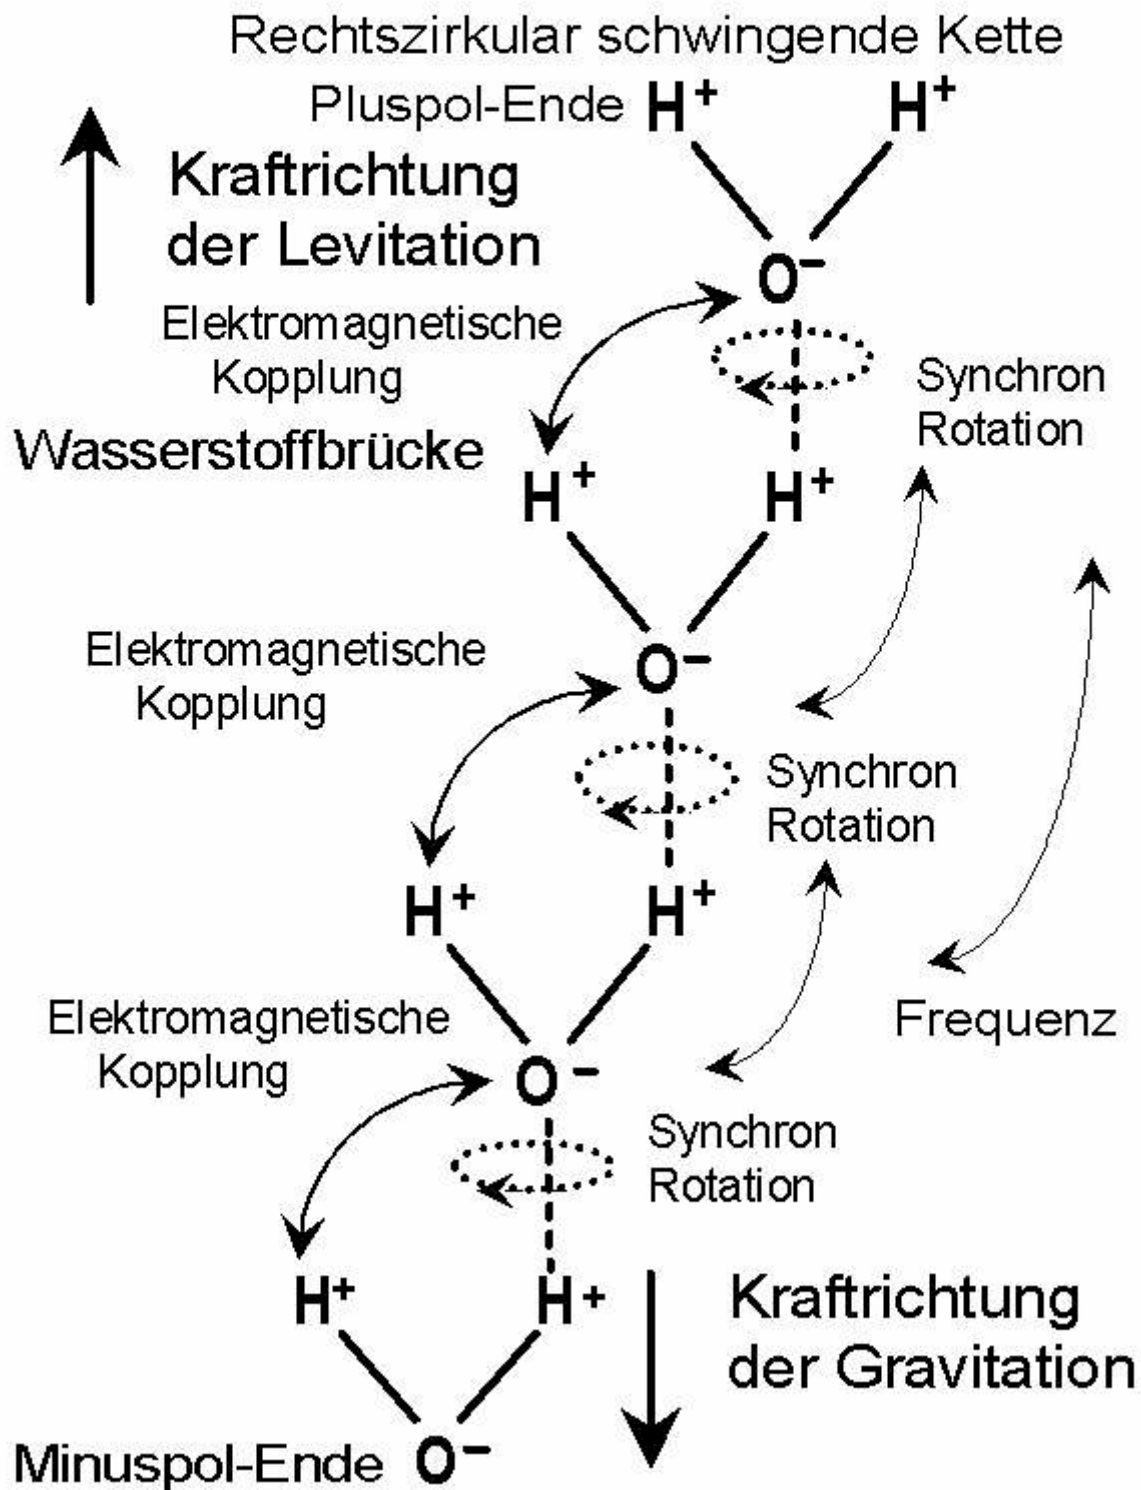 Rechtszirkular schwingende Kette
Pluspol-Ende H+ H+
Kraftrichtung
der Levitation
O−
Elektromagnetische
Kopplung
Synchron
Rotation
Wasserstoffbrücke
H+ H+
Elektromagnetische
Kopplung
O−
Synchron
Rotation
H+ H+
Elektromagnetische
Kopplung
Frequenz
O−
Synchron
Rotation
H+ H+
Kraftrichtung
der Gravitation
Minuspol-Ende O−